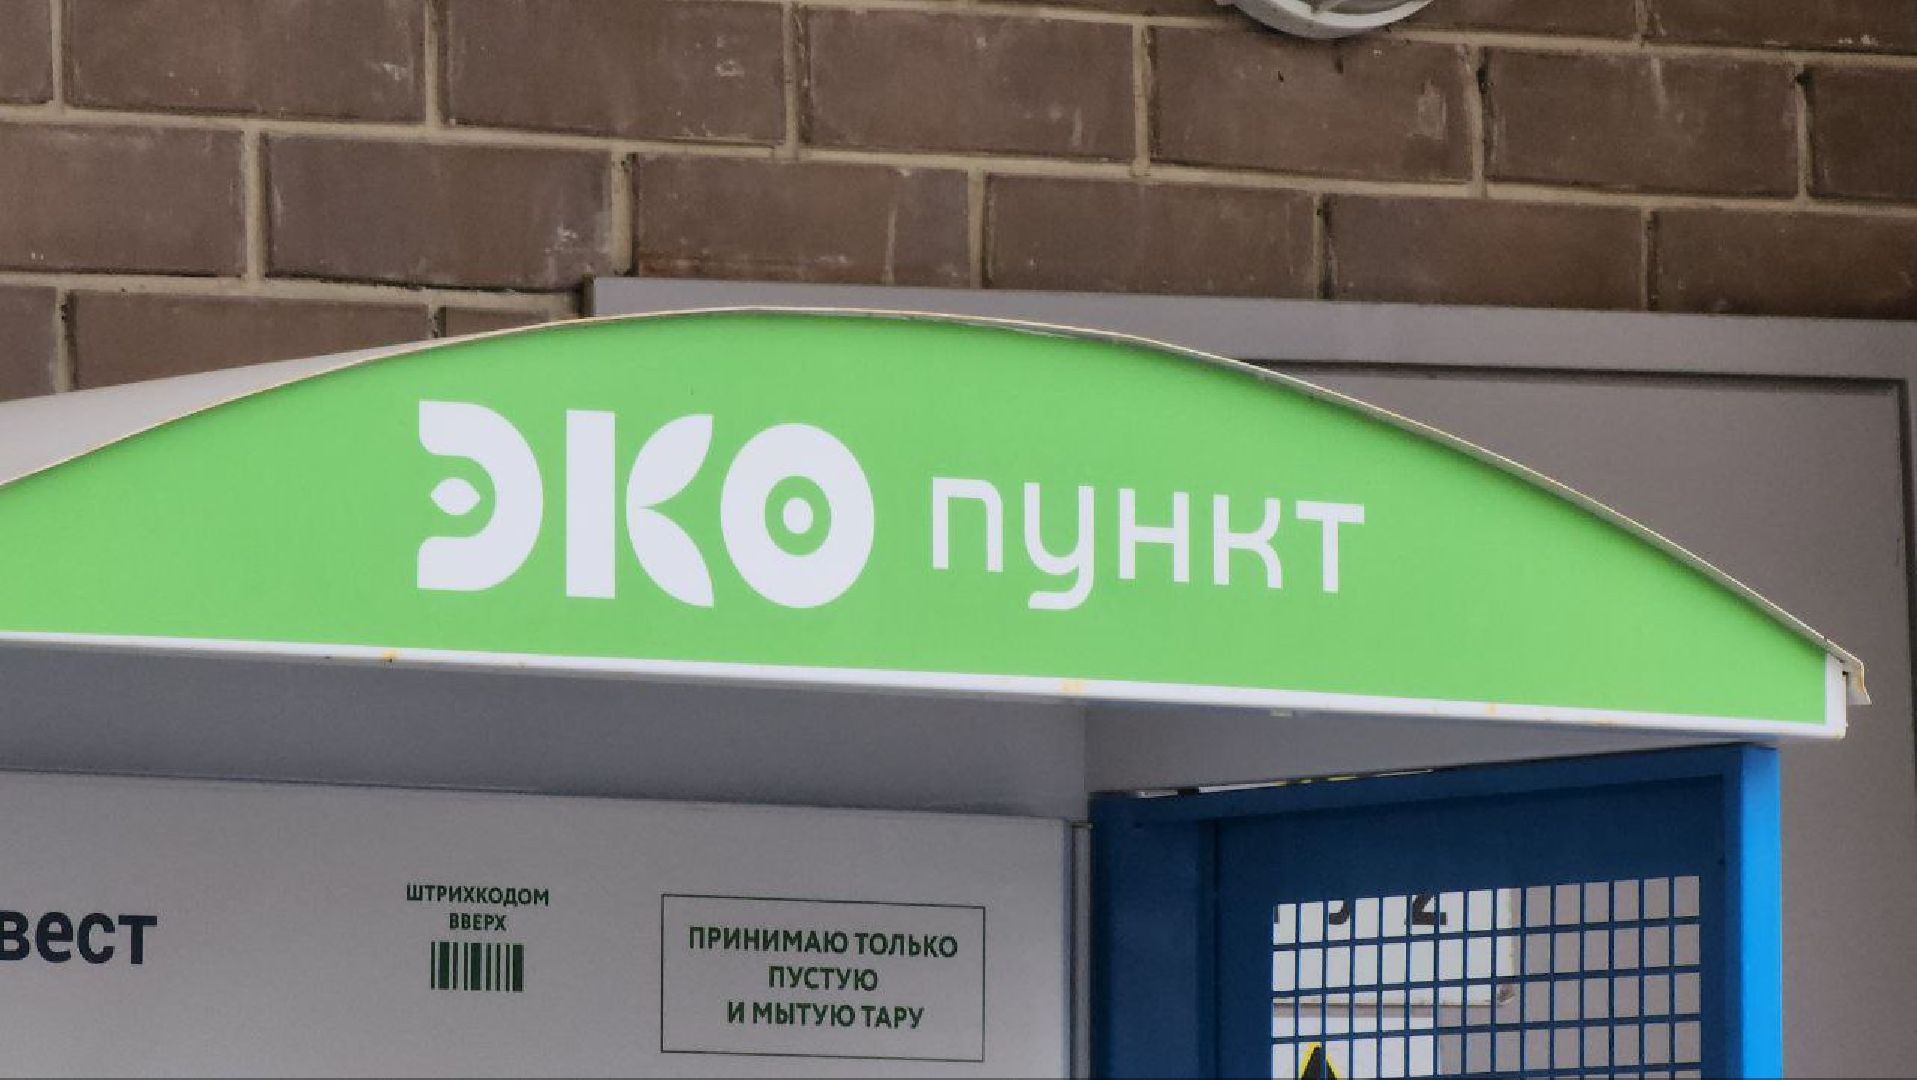 ЭКО пункт
вест
ШТРИХКОДОМ
ВВЕРХ
ПРИНИМАЮ ТОЛЬКО
ПУСТУЮ
И МЫТУЮ ТАРУ